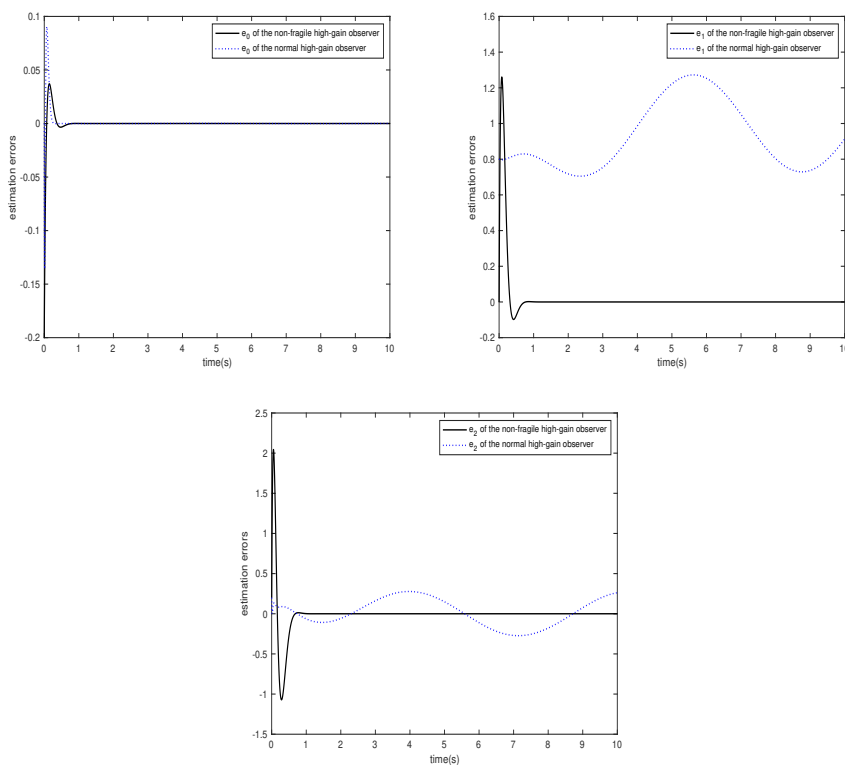 0.1
0.05
0
-0.05
-0.1
-0.15
-0.2
estimation errors
e0 of the non-fragile high-gain observer
e0 of the normal high-gain observer
0 1 2 3 4 5 6 7 8 9 10
time(s)
1.6
1.4
1.2
1
0.8
0.6
0.4
0.2
0
-0.2
estimation errors
e1 of the non-fragile high-gain observer
e1 of the normal high-gain observer
0 1 2 3 4 5 6 7 8 9
time(s)
2.5
2
1.5
1
0.5
0
-0.5
-1
-1.5
estimation errors
e2 of the non-fragile high-gain observer
e2 of the normal high-gain observer
0 1 2 3 4 5 6 7 8 9 10
time(s)